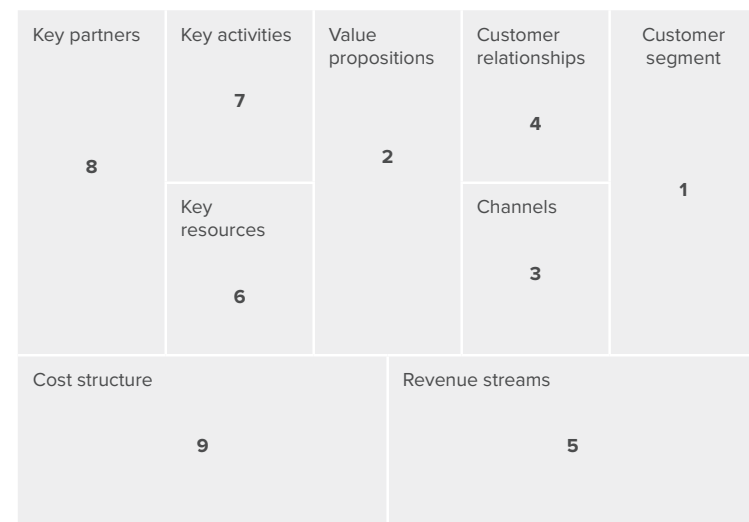 Key partners
8
Key activities
7
Key
resources
6
Value
propositions
2
Customer
relationships
4
Channels
3
Customer
segment
1
Cost structure
9
Revenue streams
5